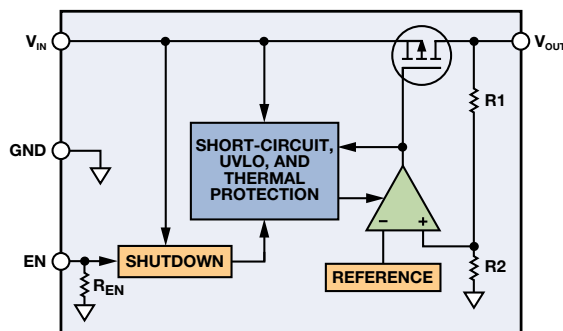 VIN
VOUT
R1
GND
SHORT-CIRCUIT,
UVLO, AND
THERMAL
PROTECTION
− +
EN
SHUTDOWN
REN
REFERENCE
R2